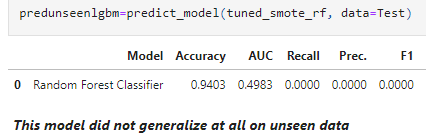 predunseenlgbm=predict_model(tuned_smote_rf, data=Test)
Model Accuracy AUC Recall Prec. F1
0 Random Forest Classifier 0.9403 0.4983 0.0000 0.0000 0.0000
This model did not generalize at all on unseen data